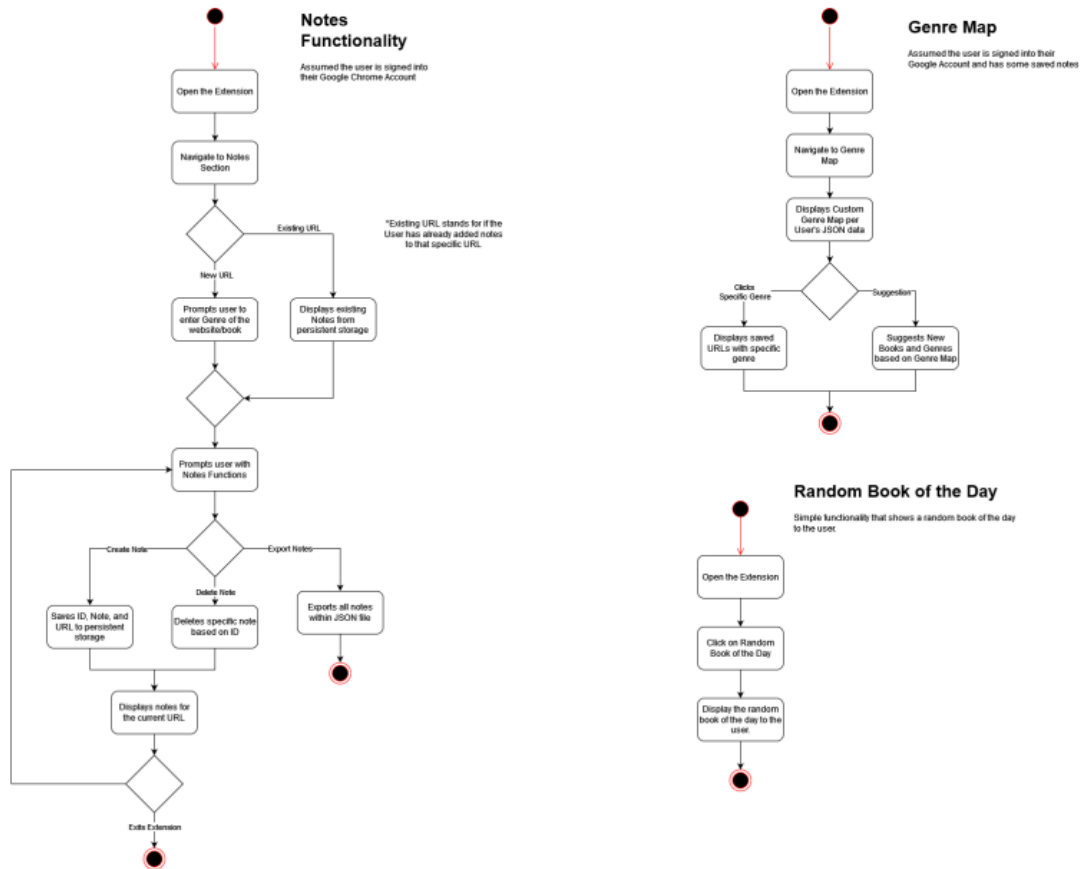 Notes
Functionality
Assumed the user is signed into
their Google Chrome Account
Open the Extension
Navigate to Notes
Section
Existing URL
*Existing URL stands for if the
User has already added notes
to that specific URL
New URL
Prompts user to
enter Genre of the
website/book
Displays existing
Notes from
persistent storage
Prompts user with
Notes Functions
Create Note
Export Notes
Delete Note
Saves ID, Note, and
URL to persistent
storage
Deletes specific note
based on ID
Exports all notes
within JSON file
Displays notes for
the current URL
Exits Extension
Genre Map
Assumed the user is signed into their
Google Account and has some saved notes
Open the Extension
Navigate to Genre
Map
Displays Custom
Genre Map per
User's JSON data
Clicks
Specific Genre
Suggestion
Displays saved
URLs with specific
genre
Suggests New
Books and Genres
based on Genre Map
Random Book of the Day
Simple functionality that shows a random book of the day
to the user.
Open the Extension
Click on Random
Book of the Day
Display the random
book of the day to the
user.